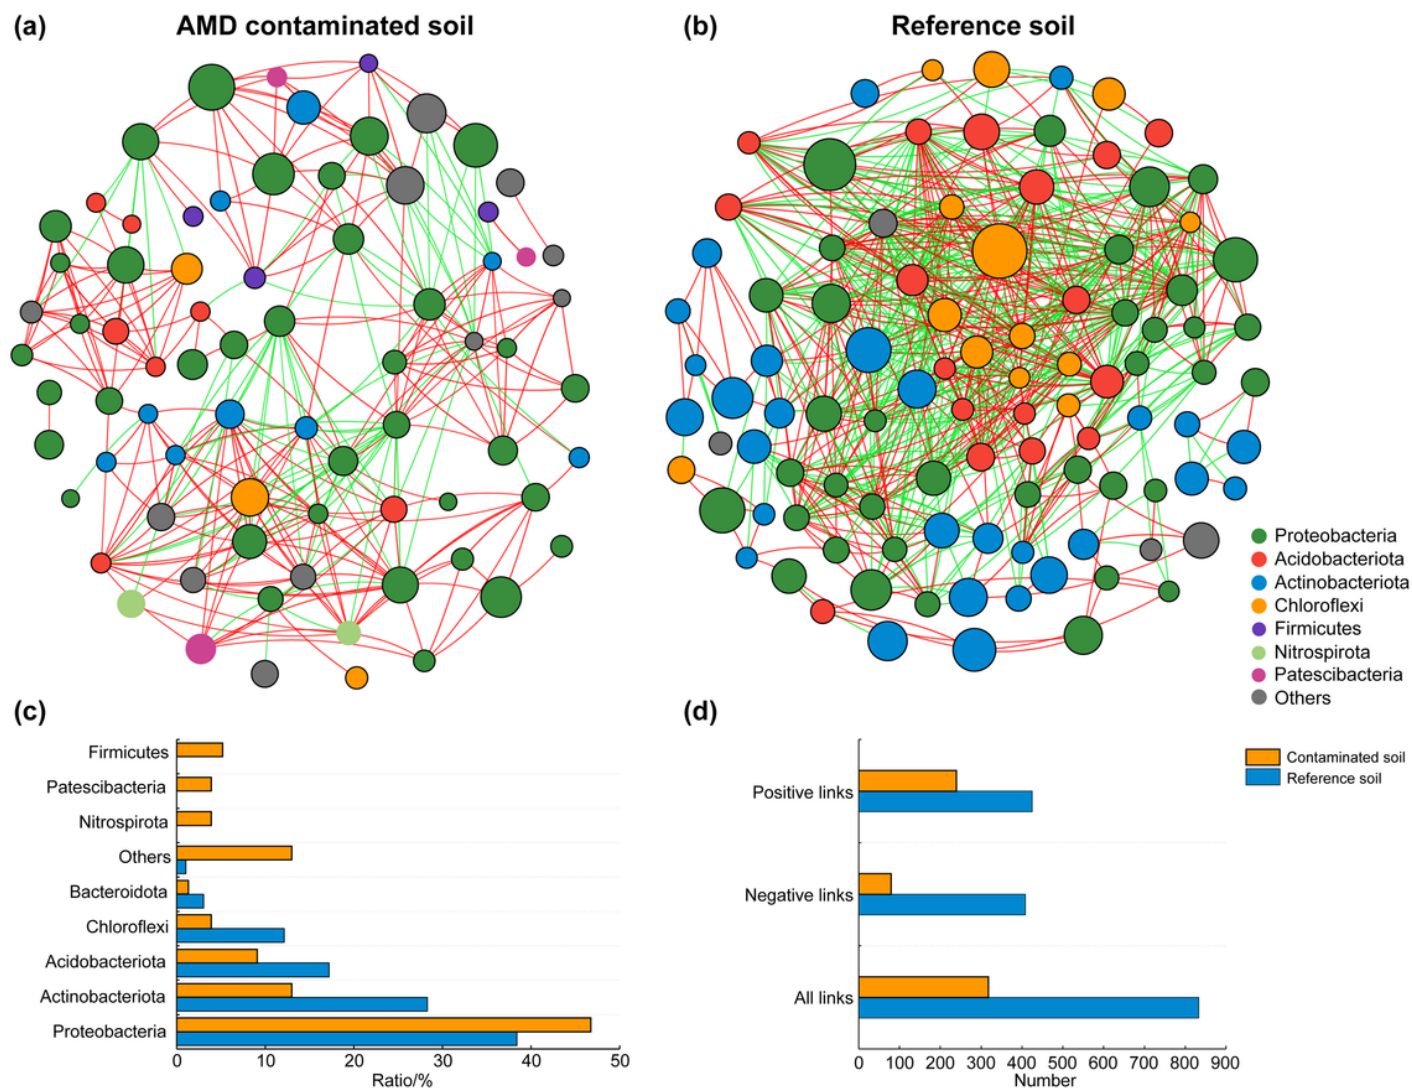 (a) AMD contaminated soil
(b) Reference soil
Proteobacteria
Acidobacteriota
Actinobacteriota
Chloroflexi
Firmicutes
Nitrospirota
Patescibacteria
Others
(c)
Firmicutes
Patescibacteria
Nitrospirota
Others
Bacteroidota
Chloroflexi
Acidobacteriota
Actinobacteriota
Proteobacteria
0 10 20 30 40 50
Ratio/%
(d)
Contaminated soil
Reference soil
Positive links
Negative links
All links
0 100 200 300 400 500 600 700 800 900
Number